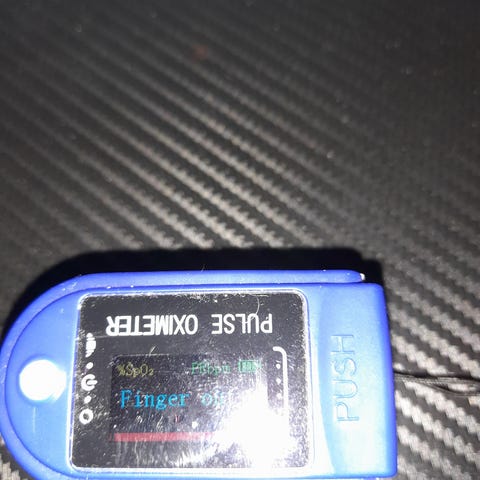 PULSE OXIMETER
%SpO₂ PRbpm
Finger
PUSH